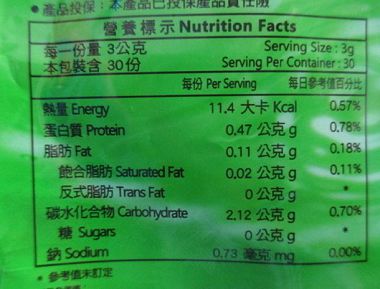 • 產品投保：本產品已投保產品責任險
營養標示 Nutrition Facts
每一份量 3公克 Serving Size : 3g
本包裝含 30份 Serving Per Container : 30
每份 Per Serving 每日參考值百分比
熱量 Energy 11.4 大卡 Kcal 0.57%
蛋白質 Protein 0.47 公克 g 0.78%
脂肪 Fat 0.11 公克 g 0.18%
飽合脂肪 Saturated Fat 0.02 公克 g 0.11%
反式脂肪 Trans Fat 0 公克 g *
碳水化合物 Carbohydrate 2.12 公克 g 0.70%
糖 Sugars 0 公克 g *
鈉 Sodium 0.73 毫克 mg 0.00%
* 參考值未訂定